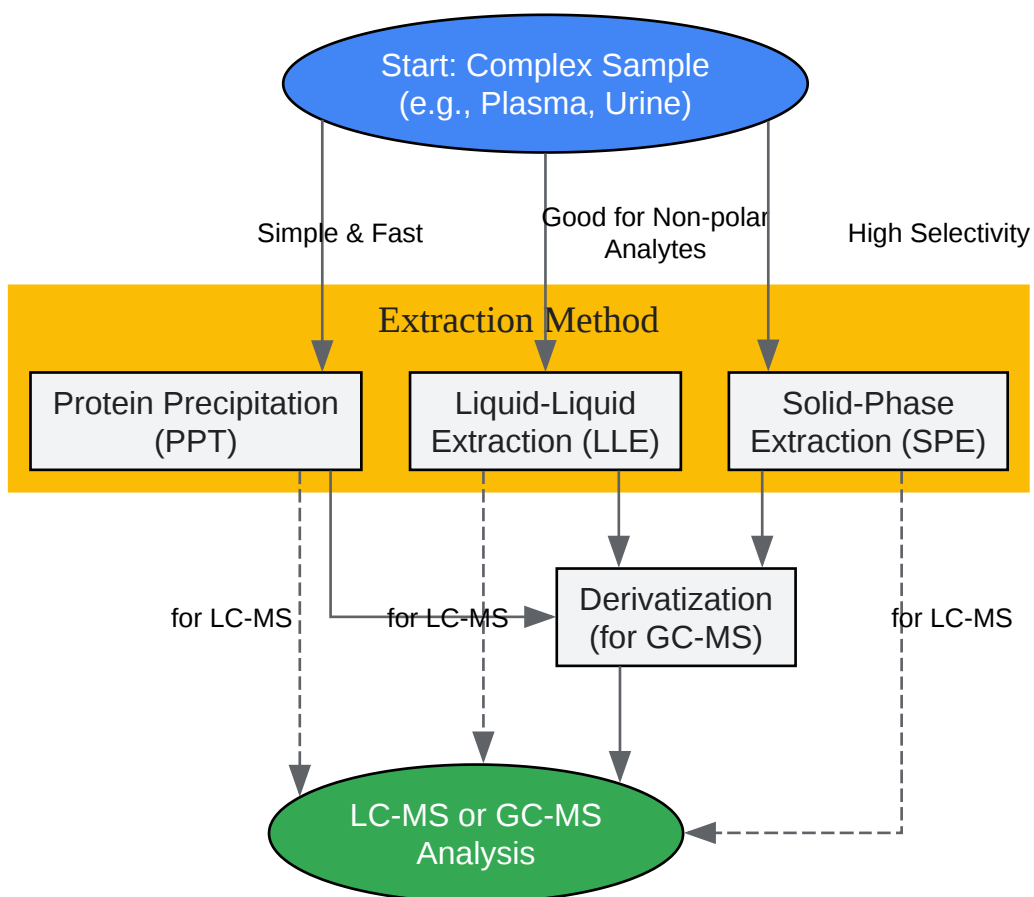 Start: Complex Sample
(e.g., Plasma, Urine)
Simple & Fast
Good for Non-polar
Analytes
High Selectivity
Extraction Method
Protein Precipitation
(PPT)
Liquid-Liquid
Extraction (LLE)
Solid-Phase
Extraction (SPE)
for LC-MS
for LC-MS
Derivatization
(for GC-MS)
for LC-MS
LC-MS or GC-MS
Analysis